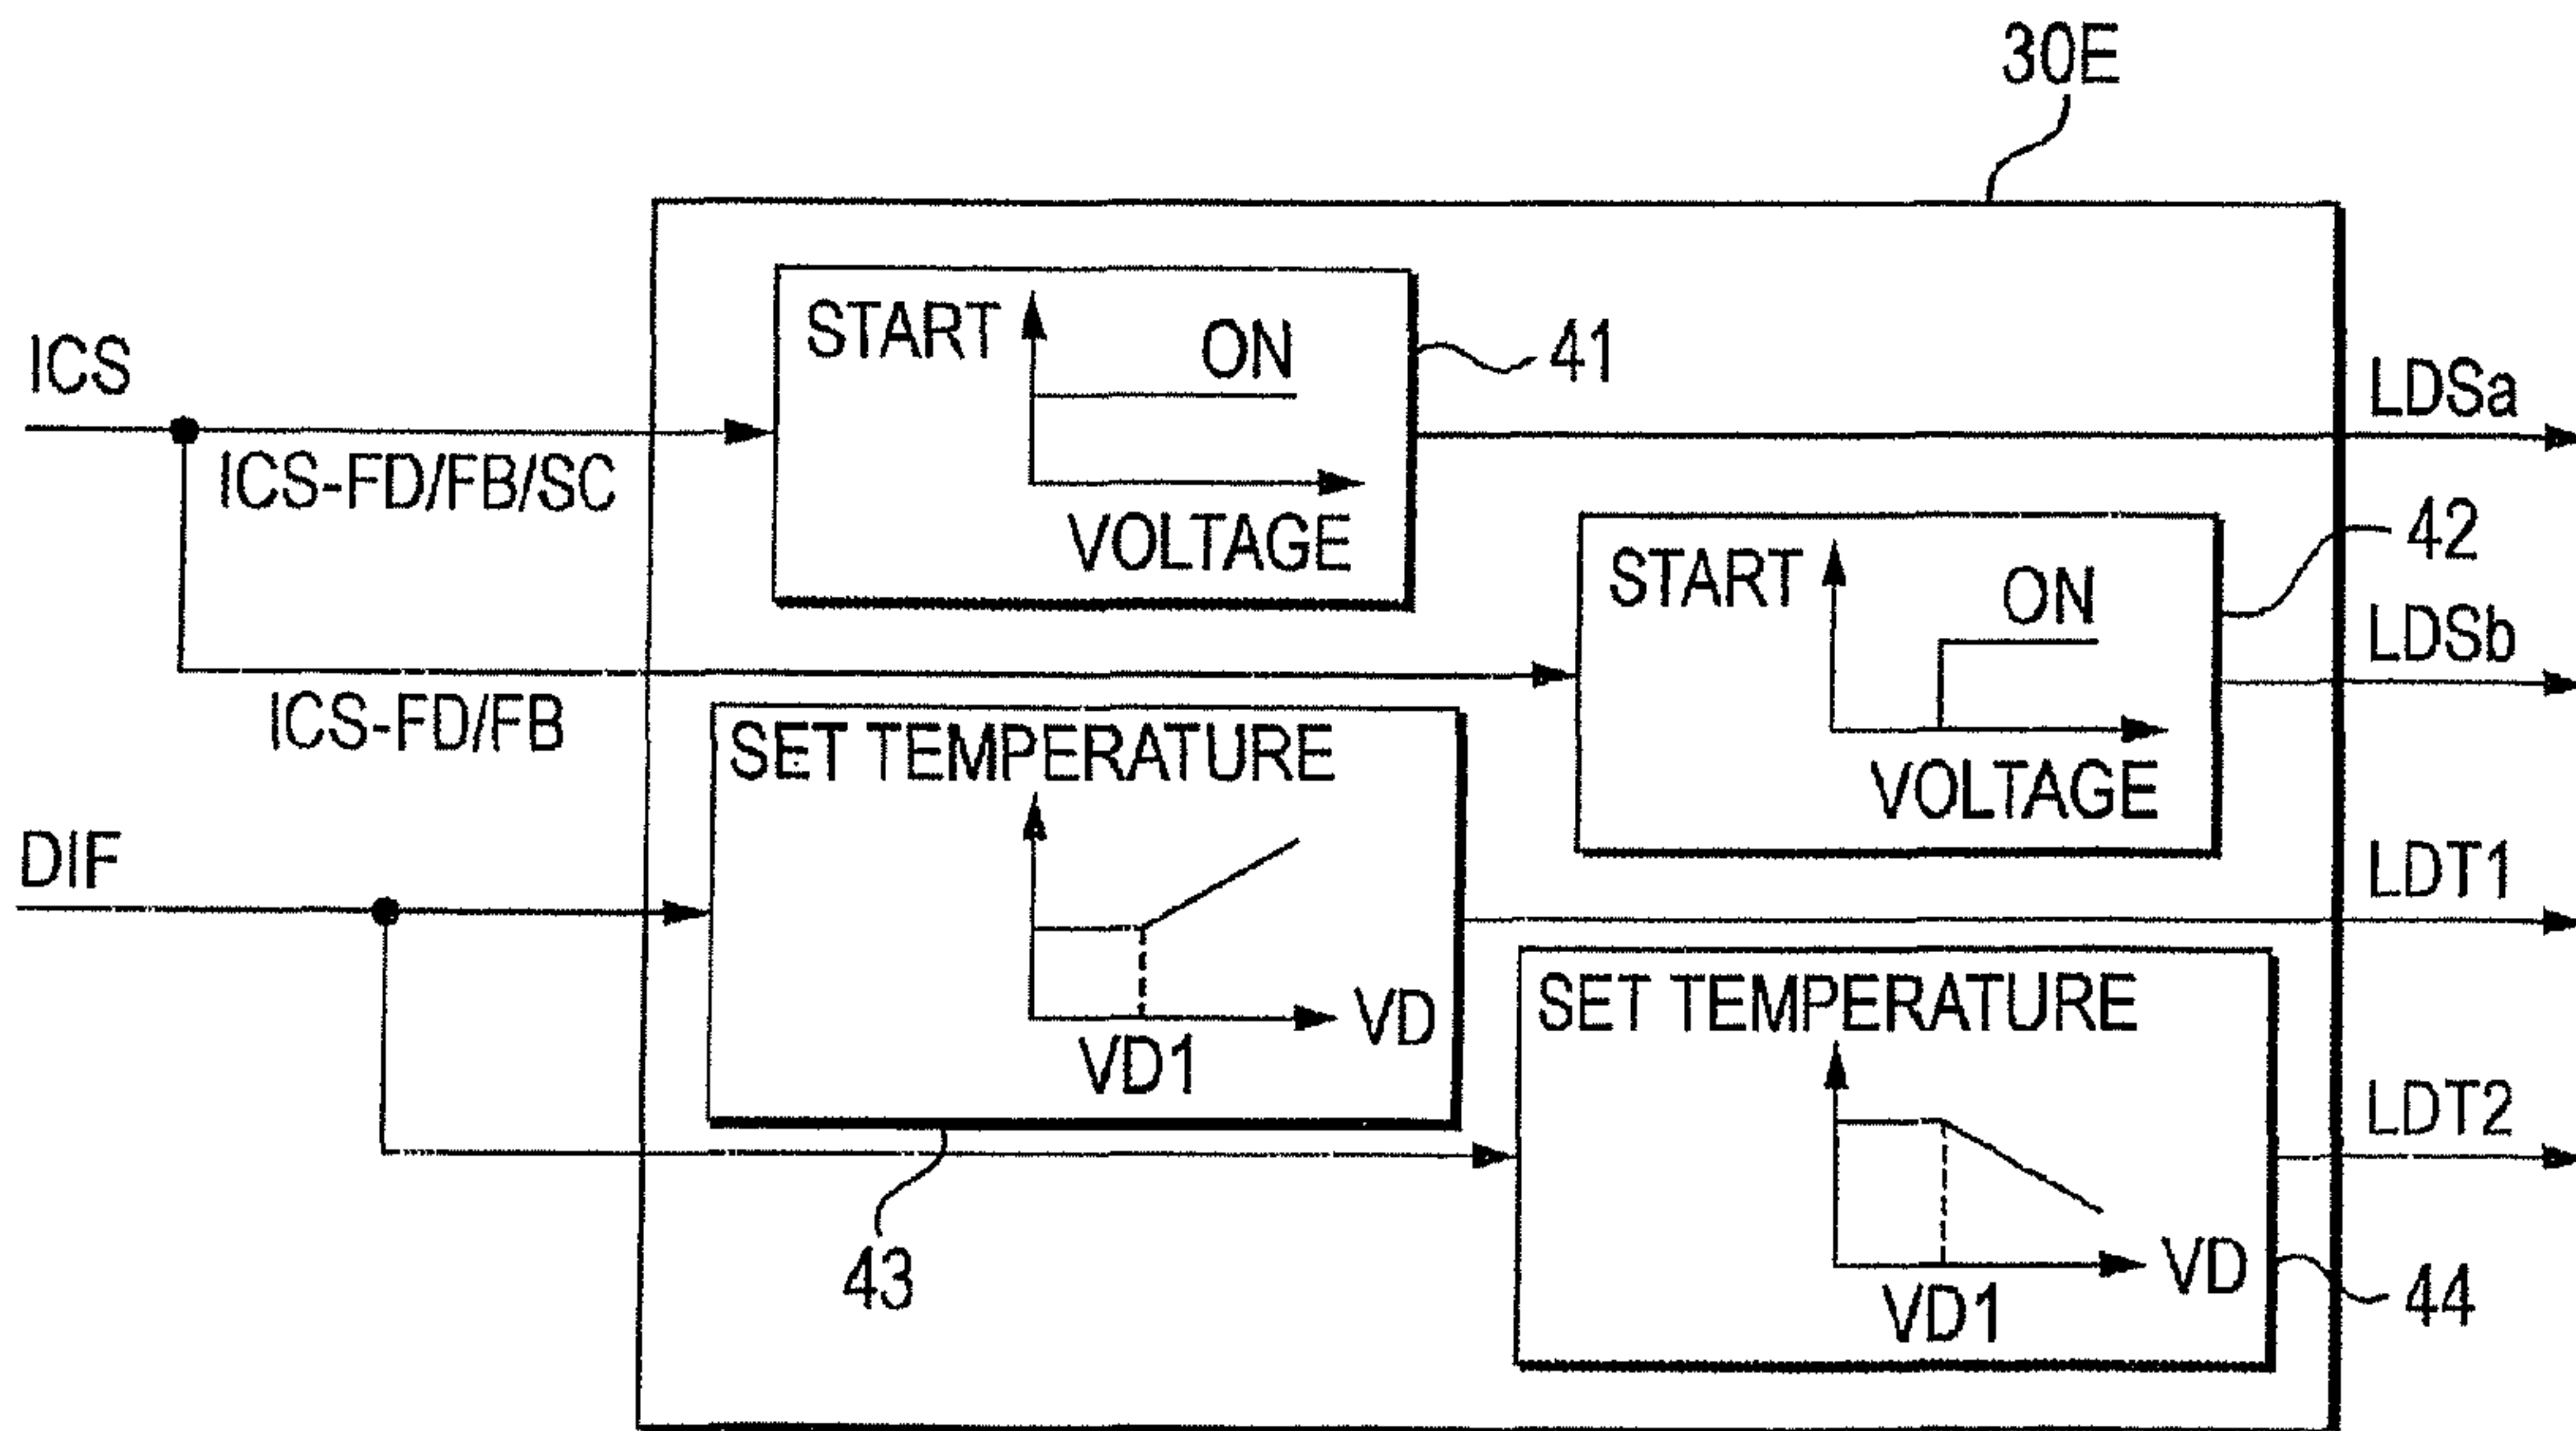 30E
START
ON
VOLTAGE
41
ICS
ICS-FD/FB/SC
LDSa
START
ON
VOLTAGE
42
ICS-FD/FB
LDSb
SET TEMPERATURE
VD
VD1
43
DIF
LDT1
SET TEMPERATURE
VD
VD1
44
LDT2